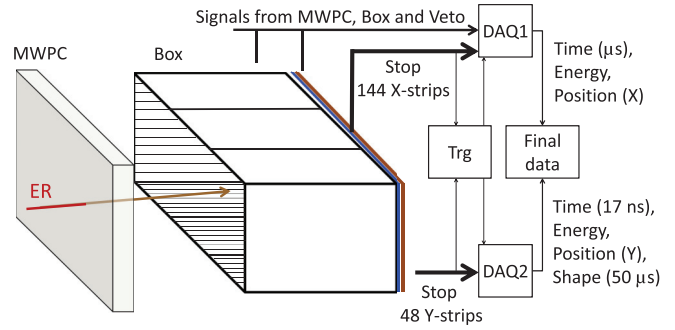 Signals from MWPC, Box and Veto
DAQ1
MWPC
Box
Stop
144 X-strips
Time (μs),
Energy,
Position (X)
Trg
Final
data
ER
Time (17 ns),
Energy,
Position (Y),
Shape (50 μs)
DAQ2
Stop
48 Y-strips